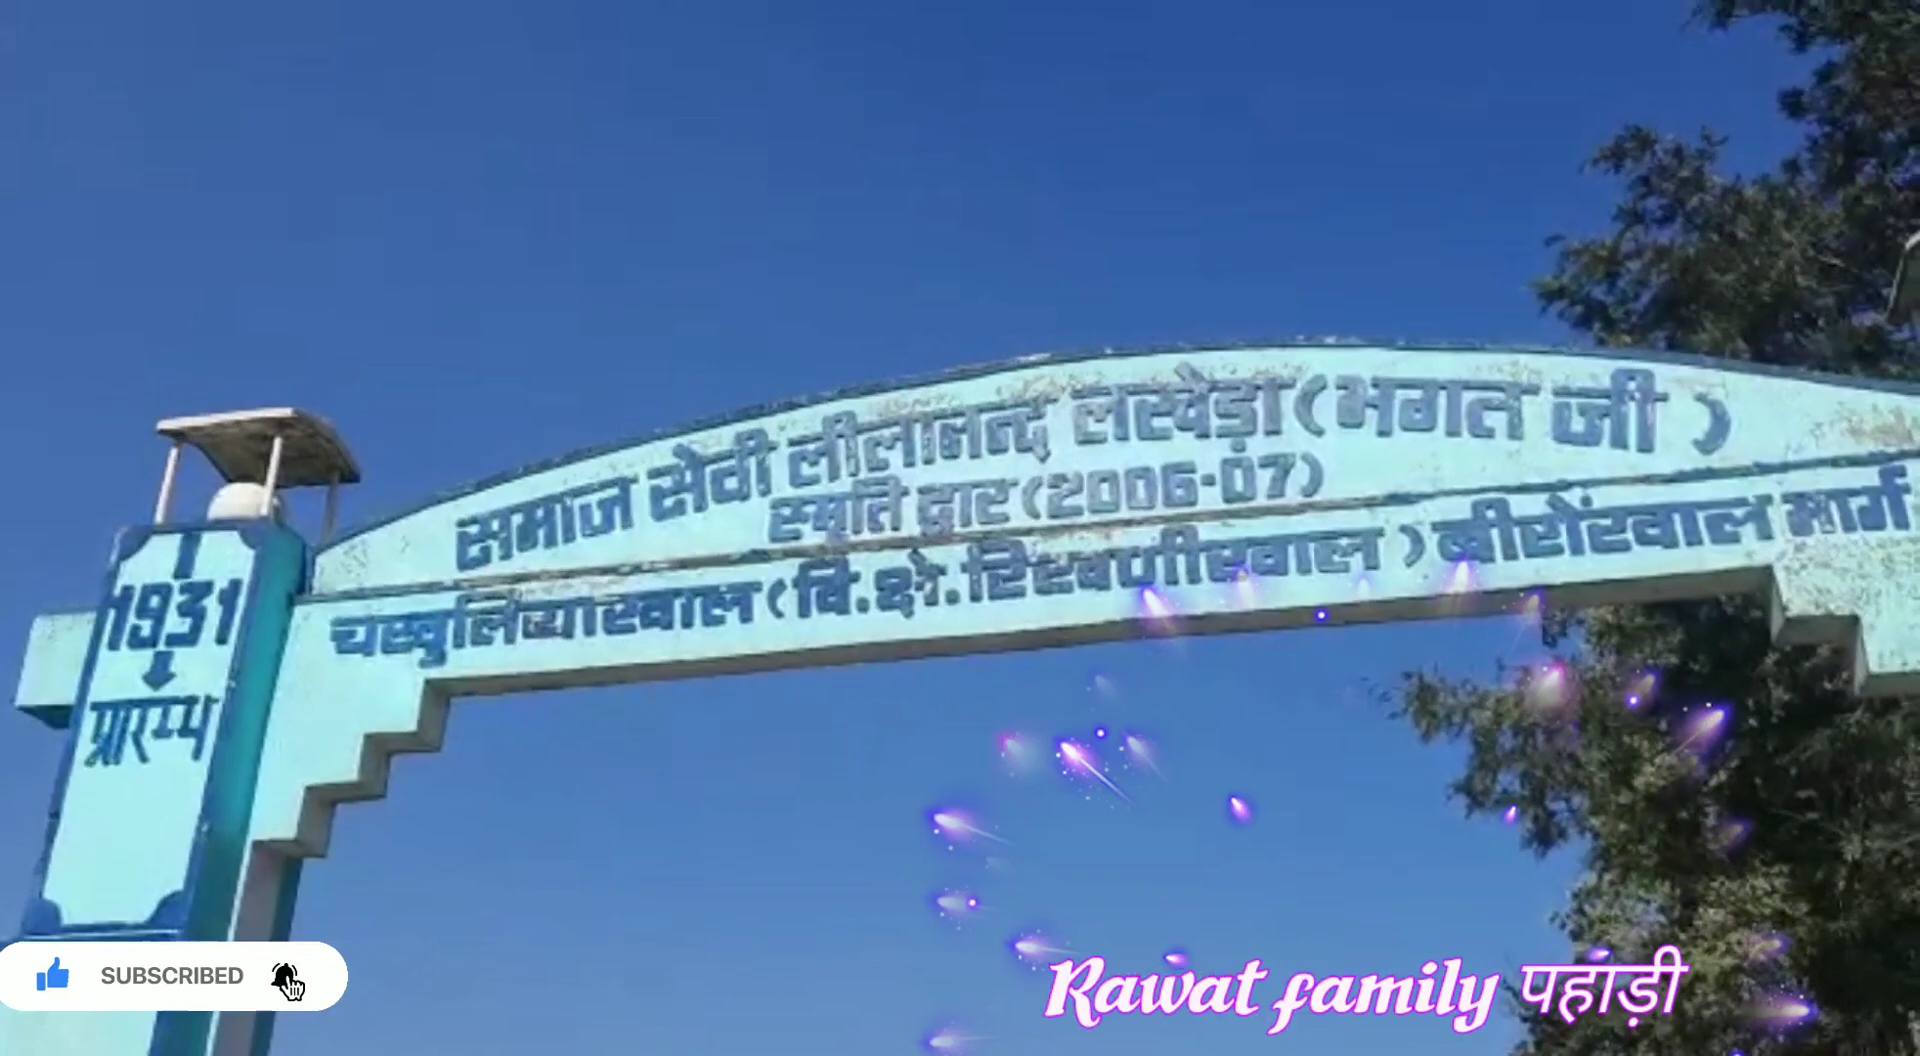 समाज सेवी लीलानन्द लखेड़ा (भगत जी)
स्मृति द्वार (2006-07)
चखुलियाखाल (वि.क्षे. रिखणीखाल) बीरोंखाल मार्ग
1931
प्रारम्भ
SUBSCRIBED
Rawat family पहाड़ी